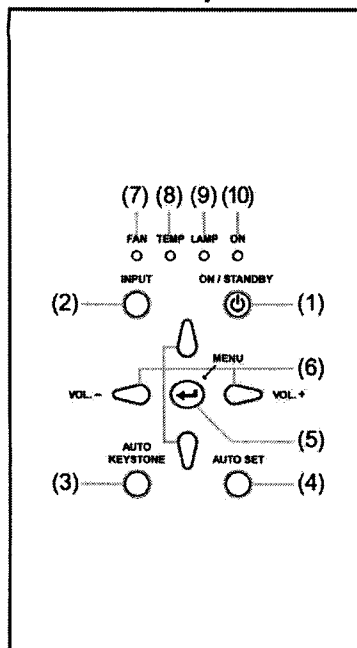 (7) (8) (9) (10)
FAN TEMP LAMP ON
INPUT ON / STANDBY
(2) (1)
MENU
(6)
VOL. – VOL. +
(5)
AUTO
KEYSTONE AUTO SET
(3) (4)